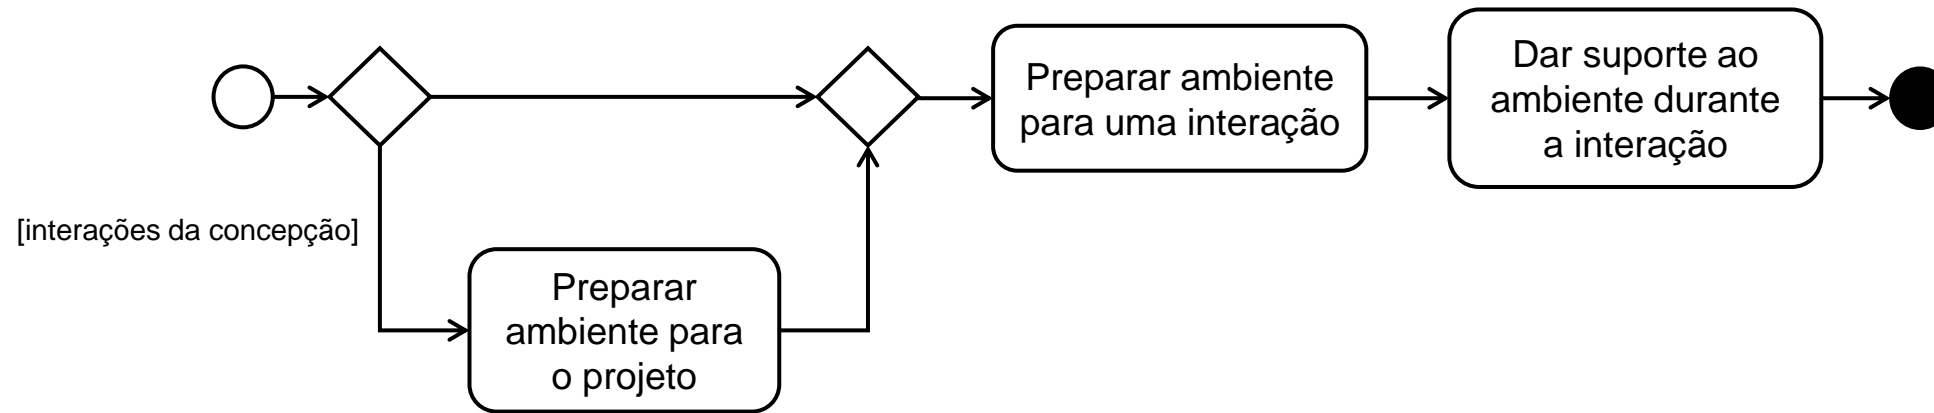 Preparar ambiente
para uma interação
Dar suporte ao
ambiente durante
a interação
[interações da concepção]
Preparar
ambiente para
o projeto